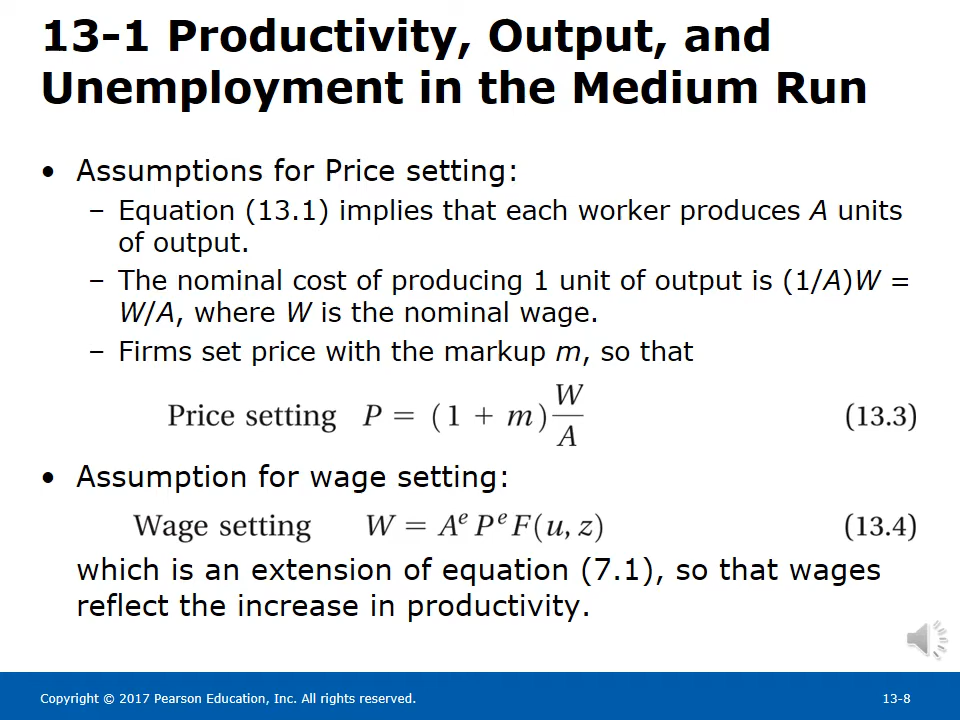 13-1 Productivity, Output, and
Unemployment in the Medium Run
• Assumptions for Price setting:
– Equation (13.1) implies that each worker produces A units
of output.
– The nominal cost of producing 1 unit of output is (1/A)W =
W/A, where W is the nominal wage.
– Firms set price with the markup m, so that
Price setting P = (1 + m) W/A (13.3)
• Assumption for wage setting:
Wage setting W = AᵉPᵉF(u, z) (13.4)
which is an extension of equation (7.1), so that wages
reflect the increase in productivity.
Copyright © 2017 Pearson Education, Inc. All rights reserved. 13-8